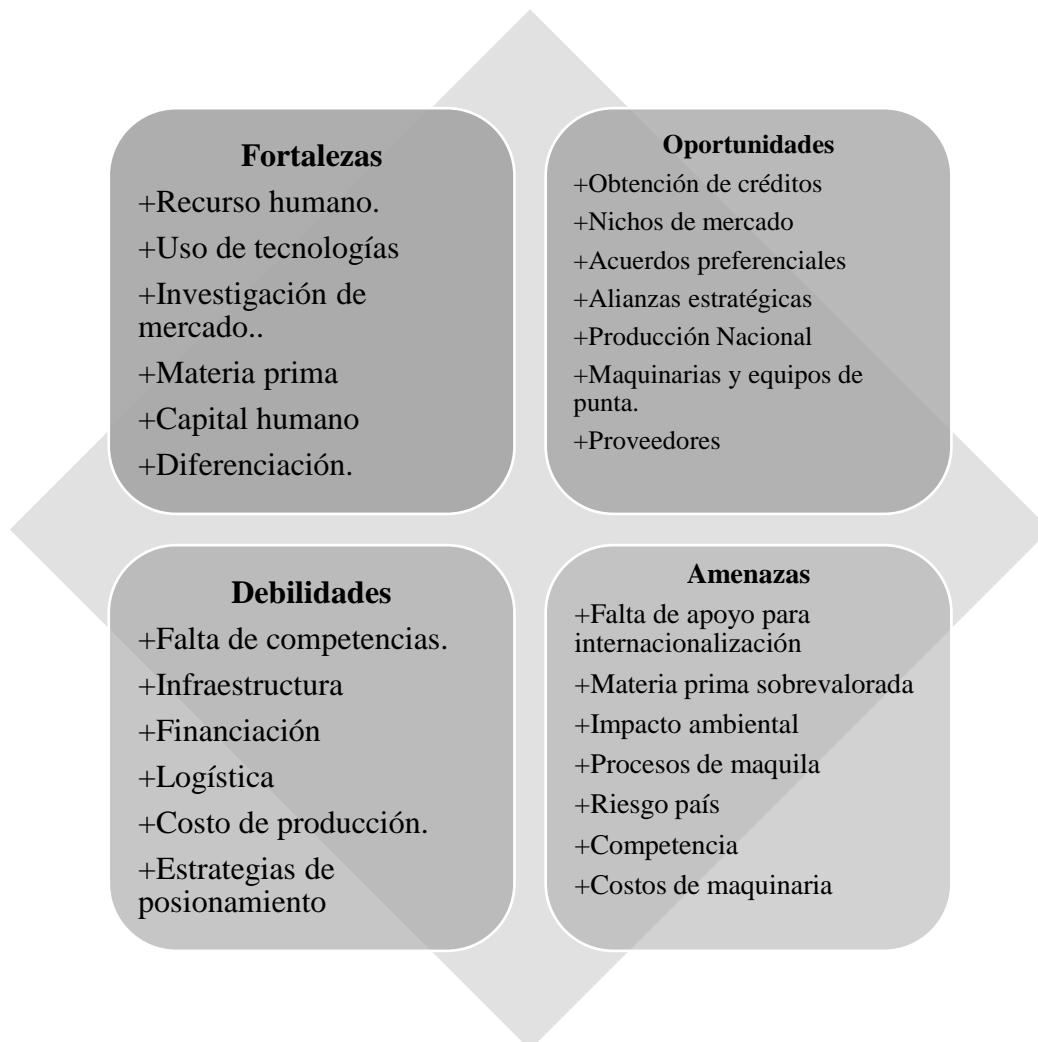 Fortalezas
+Recurso humano.
+Uso de tecnologías
+Investigación de
mercado..
+Materia prima
+Capital humano
+Diferenciación.
Oportunidades
+Obtención de créditos
+Nichos de mercado
+Acuerdos preferenciales
+Alianzas estratégicas
+Producción Nacional
+Maquinarias y equipos de
punta.
+Proveedores
Debilidades
+Falta de competencias.
+Infraestructura
+Financiación
+Logística
+Costo de producción.
+Estrategias de
posionamiento
Amenazas
+Falta de apoyo para
internacionalización
+Materia prima sobrevalorada
+Impacto ambiental
+Procesos de maquila
+Riesgo país
+Competencia
+Costos de maquinaria